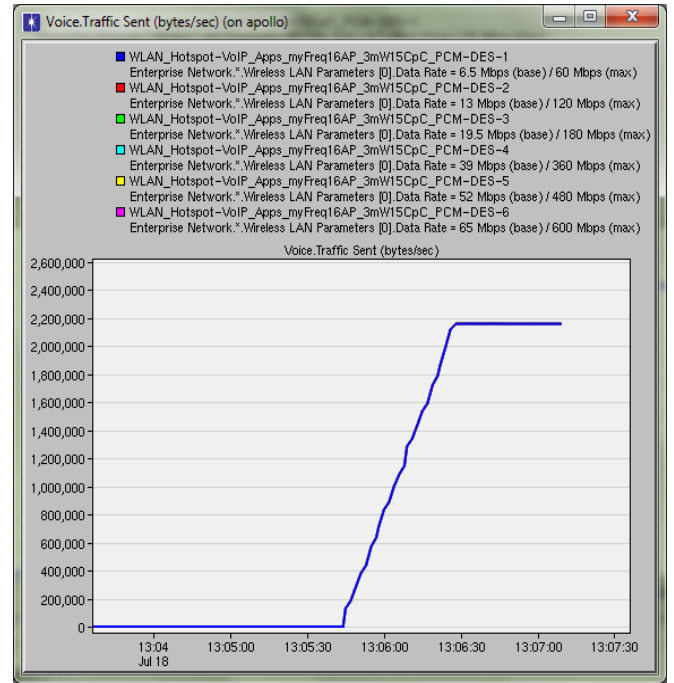 Voice.Traffic Sent (bytes/sec) (on apollo)
WLAN_Hotspot-VoIP_Apps_myFreq16AP_3mW15CpC_PCM-DES-1
Enterprise Network.*.Wireless LAN Parameters [0].Data Rate = 6.5 Mbps (base) / 60 Mbps (max)
WLAN_Hotspot-VoIP_Apps_myFreq16AP_3mW15CpC_PCM-DES-2
Enterprise Network.*.Wireless LAN Parameters [0].Data Rate = 13 Mbps (base) / 120 Mbps (max)
WLAN_Hotspot-VoIP_Apps_myFreq16AP_3mW15CpC_PCM-DES-3
Enterprise Network.*.Wireless LAN Parameters [0].Data Rate = 19.5 Mbps (base) / 180 Mbps (max)
WLAN_Hotspot-VoIP_Apps_myFreq16AP_3mW15CpC_PCM-DES-4
Enterprise Network.*.Wireless LAN Parameters [0].Data Rate = 39 Mbps (base) / 360 Mbps (max)
WLAN_Hotspot-VoIP_Apps_myFreq16AP_3mW15CpC_PCM-DES-5
Enterprise Network.*.Wireless LAN Parameters [0].Data Rate = 52 Mbps (base) / 480 Mbps (max)
WLAN_Hotspot-VoIP_Apps_myFreq16AP_3mW15CpC_PCM-DES-6
Enterprise Network.*.Wireless LAN Parameters [0].Data Rate = 65 Mbps (base) / 600 Mbps (max)
Voice.Traffic Sent (bytes/sec)
2,600,000
2,400,000
2,200,000
2,000,000
1,800,000
1,600,000
1,400,000
1,200,000
1,000,000
800,000
600,000
400,000
200,000
0
13:04 13:05:00 13:05:30 13:06:00 13:06:30 13:07:00 13:07:30
Jul 18